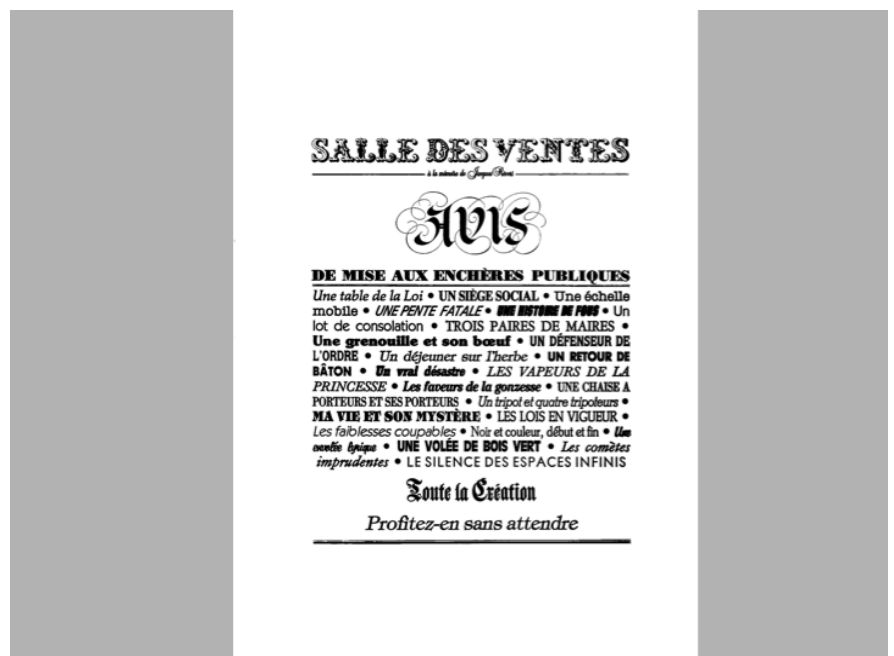 SALLE DES VENTES
à la mémoire de Jacques Prévert
AVIS
DE MISE AUX ENCHÈRES PUBLIQUES
Une table de la Loi • UN SIÈGE SOCIAL • Une échelle
mobile • UNE PENTE FATALE • UNE HISTOIRE DE FOUS • Un
lot de consolation • TROIS PAIRES DE MAIRES •
Une grenouille et son bœuf • UN DÉFENSEUR DE
L'ORDRE • Un déjeuner sur l'herbe • UN RETOUR DE
BÂTON • Un vrai désastre • LES VAPEURS DE LA
PRINCESSE • Les faveurs de la gonzesse • UNE CHAISE A
PORTEURS ET SES PORTEURS • Un tripot et quatre tripoteurs •
MA VIE ET SON MYSTÈRE • LES LOIS EN VIGUEUR •
Les faiblesses coupables • Noir et couleur, début et fin • Une
envolée lyrique • UNE VOLÉE DE BOIS VERT • Les comètes
imprudentes • LE SILENCE DES ESPACES INFINIS
Toute la Création
Profitez-en sans attendre